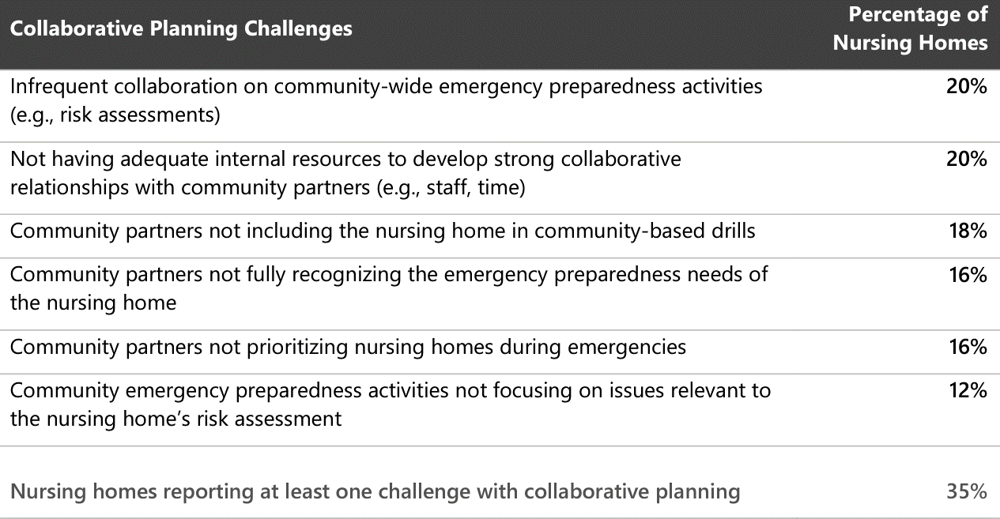 Collaborative Planning Challenges
Percentage of
Nursing Homes
Infrequent collaboration on community-wide emergency preparedness activities
(e.g., risk assessments)
20%
Not having adequate internal resources to develop strong collaborative
relationships with community partners (e.g., staff, time)
20%
Community partners not including the nursing home in community-based drills
18%
Community partners not fully recognizing the emergency preparedness needs of
the nursing home
16%
Community partners not prioritizing nursing homes during emergencies
16%
Community emergency preparedness activities not focusing on issues relevant to
the nursing home’s risk assessment
12%
Nursing homes reporting at least one challenge with collaborative planning
35%